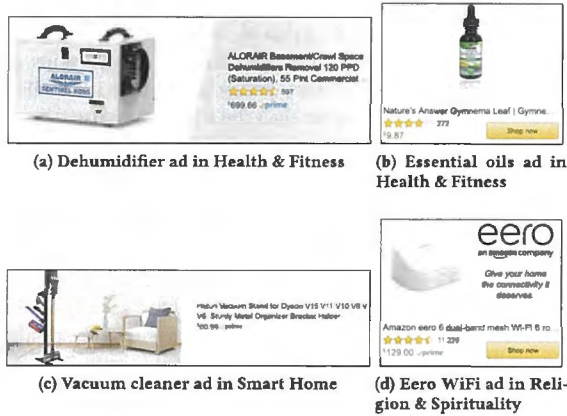 ALORAIR
SENTINEL HD55
ALORAIR Basement/Crawl Space
Dehumidifiers Removal 120 PPD
(Saturation), 55 Pint Commercial
597
$699.66 prime
Nature's Answer Gymnema Leaf | Gymne...
373
$9.87
Shop now
(a) Dehumidifier ad in Health & Fitness
(b) Essential oils ad in
Health & Fitness
Vacuum Stand for Dyson V15 V11 V10 V8 V
V6 Sturdy Metal Organizer Bracket Holder
prime
eero
an amazon company
Give your home
the connectivity it
deserves
Amazon eero 6 dual-band mesh Wi-Fi 6 ro...
11 226
$129.00 prime
Shop now
(c) Vacuum cleaner ad in Smart Home
(d) Eero WiFi ad in Reli-
gion & Spirituality